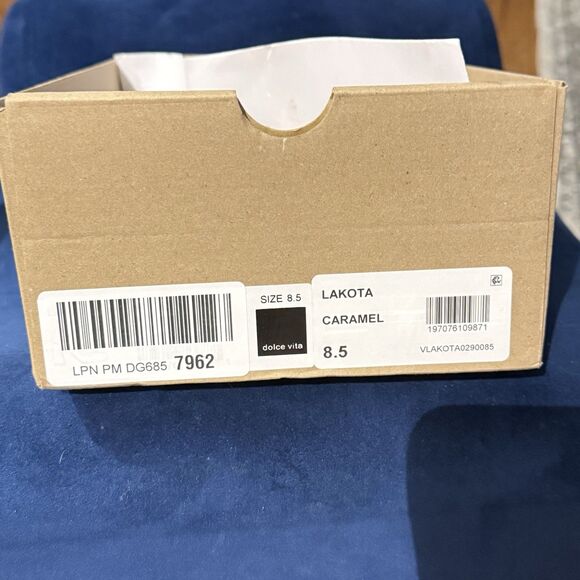 LPN PM DG685 7962
SIZE 8.5
dolce vita
LAKOTA
CARAMEL
8.5
197076109871
VLAKOTA0290085